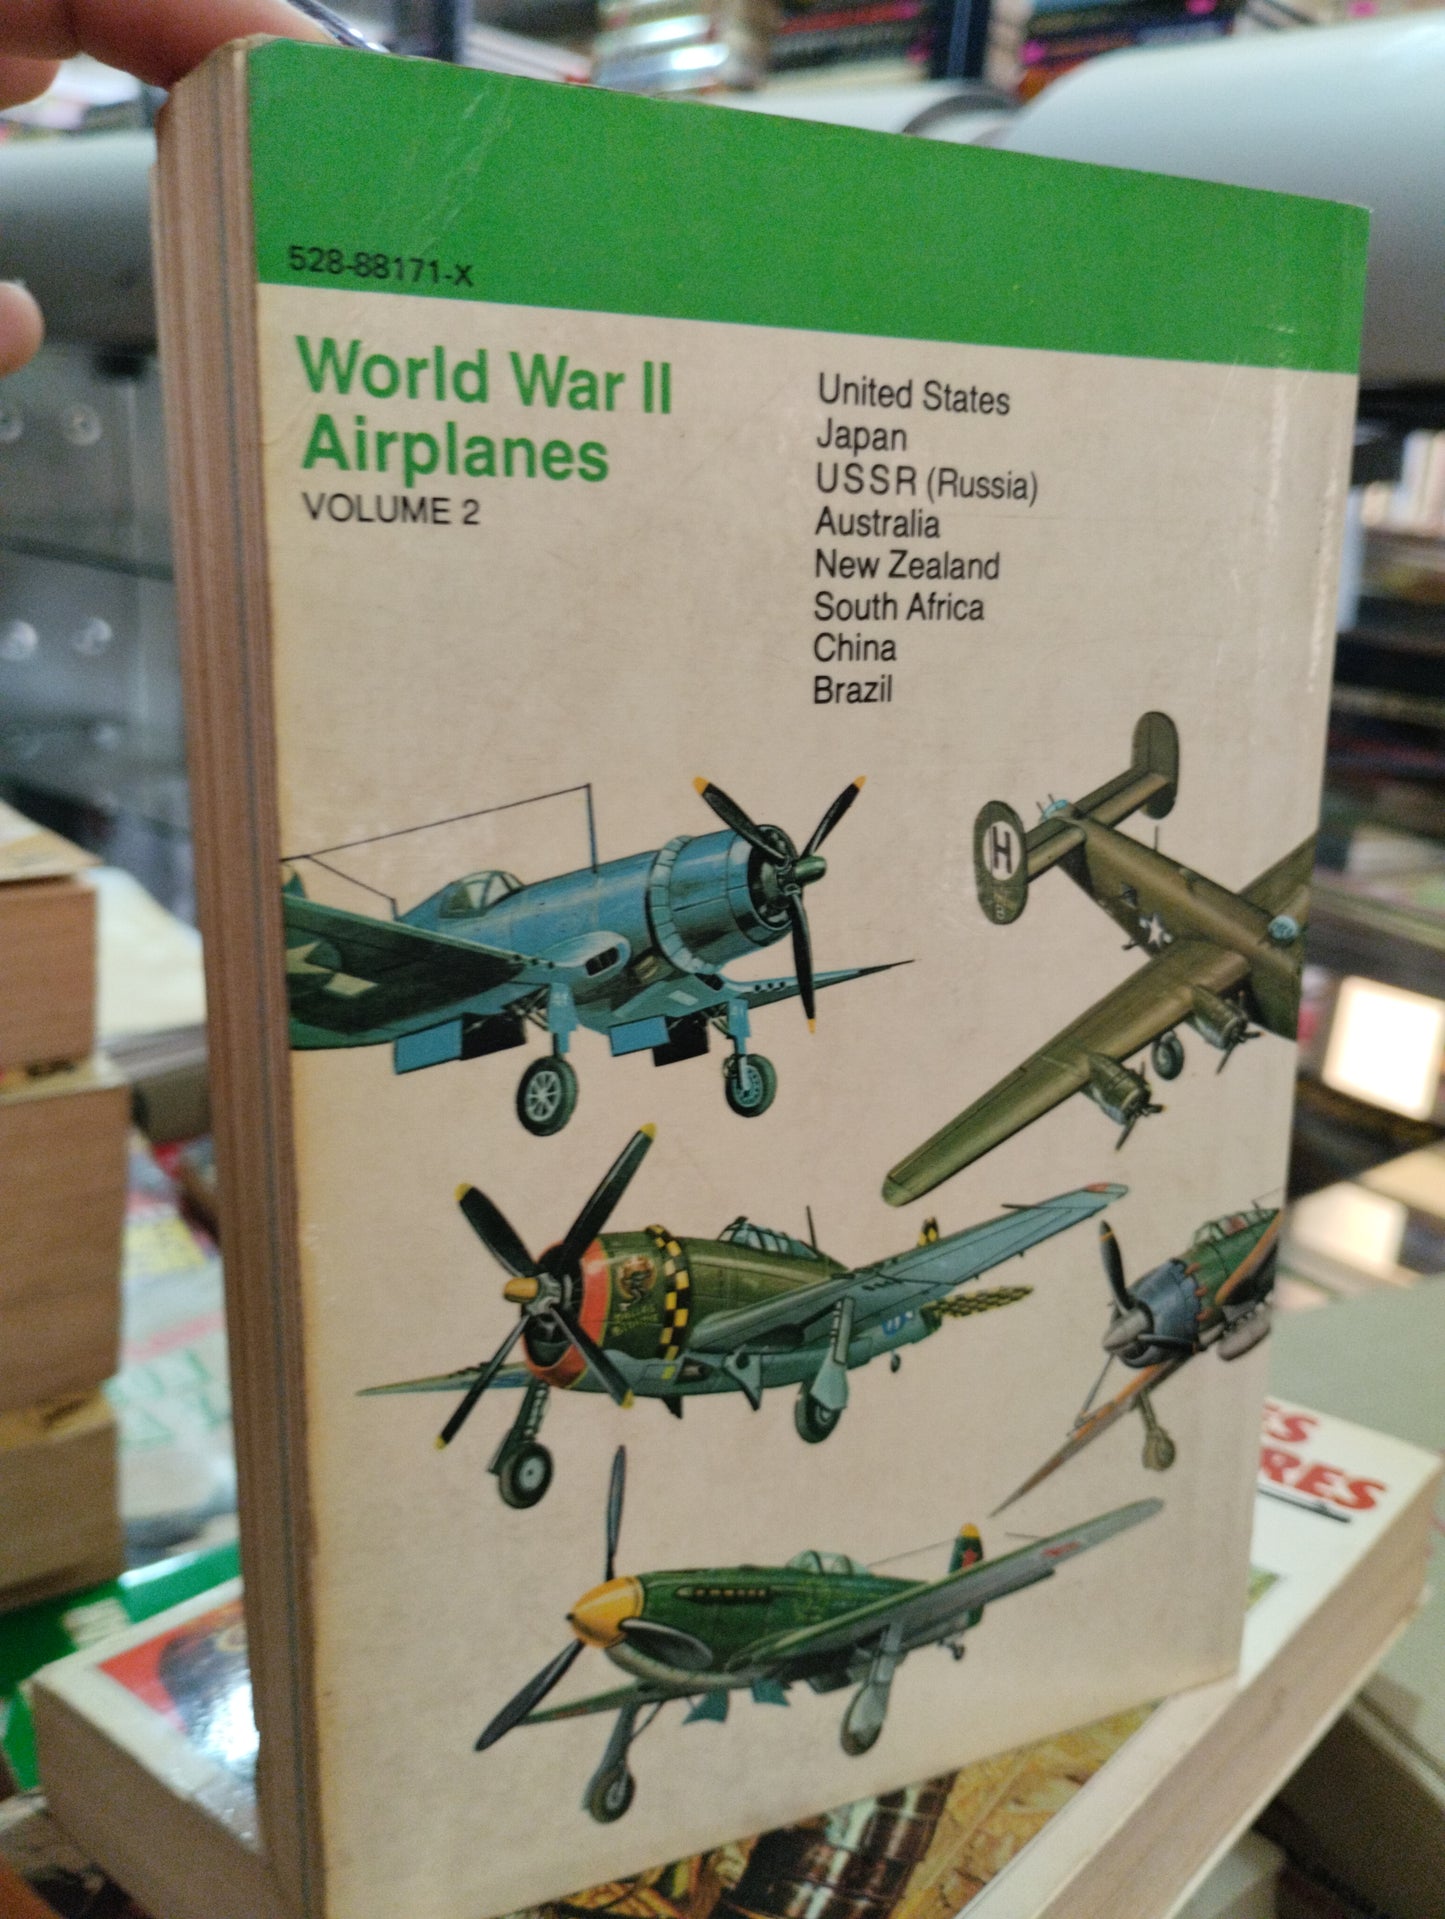 528-88171-X
World War II
Airplanes
VOLUME 2
United States
Japan
USSR (Russia)
Australia
New Zealand
South Africa
China
Brazil
H